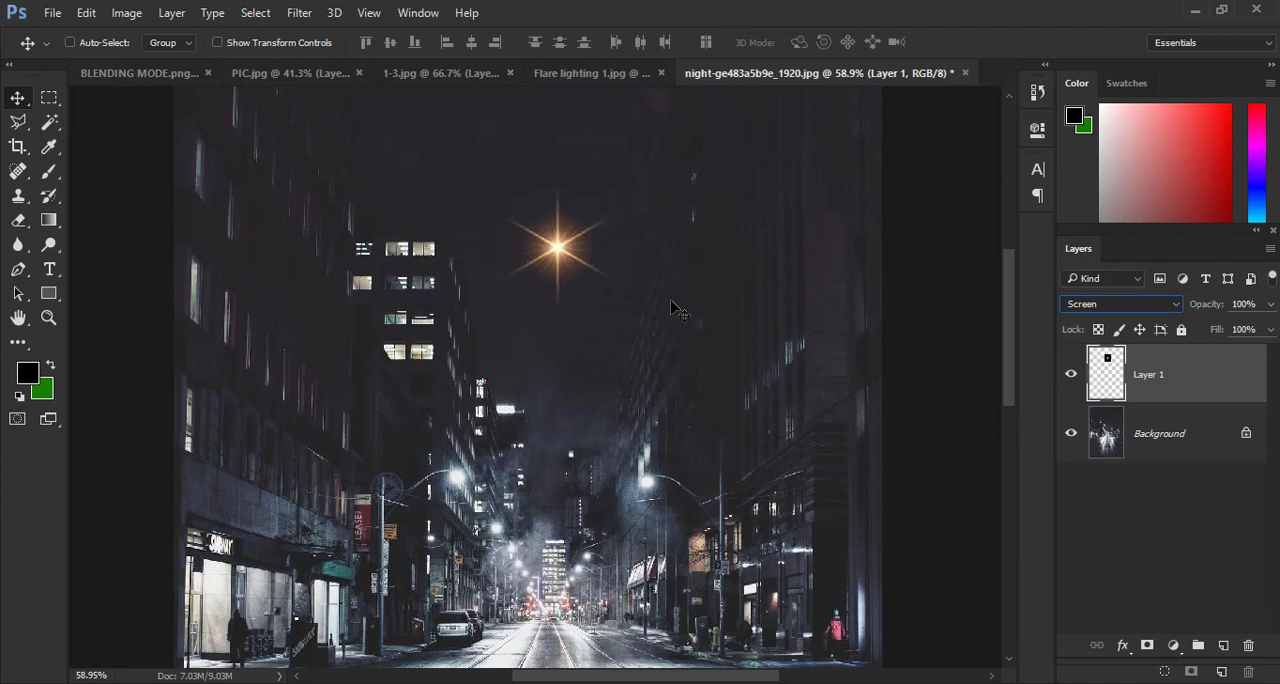 Ps File Edit Image Layer Type Select Filter 3D View Window Help
Auto-Select: Group Show Transform Controls 3D Mode: Essentials
BLENDING MODE.png... × PIC.jpg @ 41.3% (Laye... × 1-3.jpg @ 66.7% (Laye... × Flare lighting 1.jpg @ ... × night-ge483a5b9e_1920.jpg @ 58.9% (Layer 1, RGB/8) * ×
Color Swatches
Layers
Kind
Screen Opacity: 100%
Lock: Fill: 100%
Layer 1
Background
LEASED
SUBWAY
SUBWAY
58.95% Doc: 7.03M/9.03M